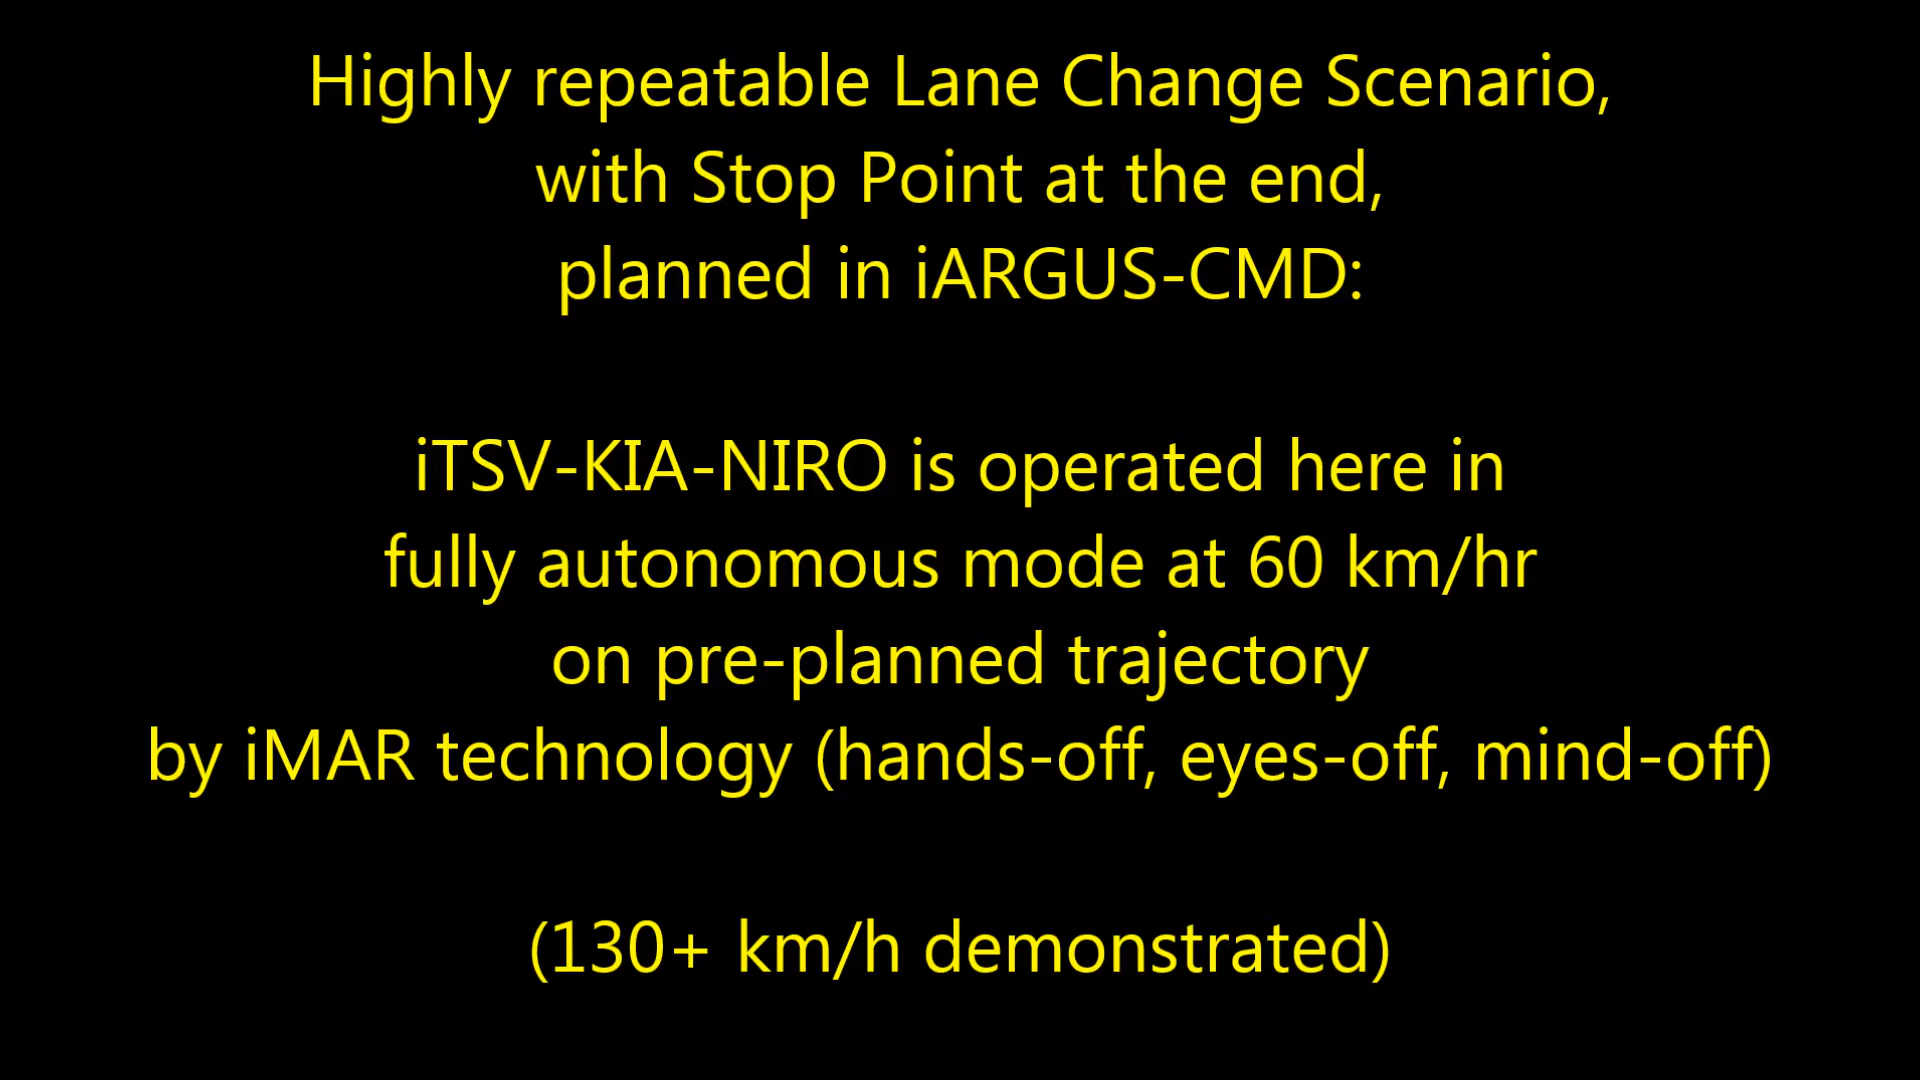 Highly repeatable Lane Change Scenario,
with Stop Point at the end,
planned in iARGUS-CMD:
iTSV-KIA-NIRO is operated here in
fully autonomous mode at 60 km/hr
on pre-planned trajectory
by iMAR technology (hands-off, eyes-off, mind-off)
(130+ km/h demonstrated)